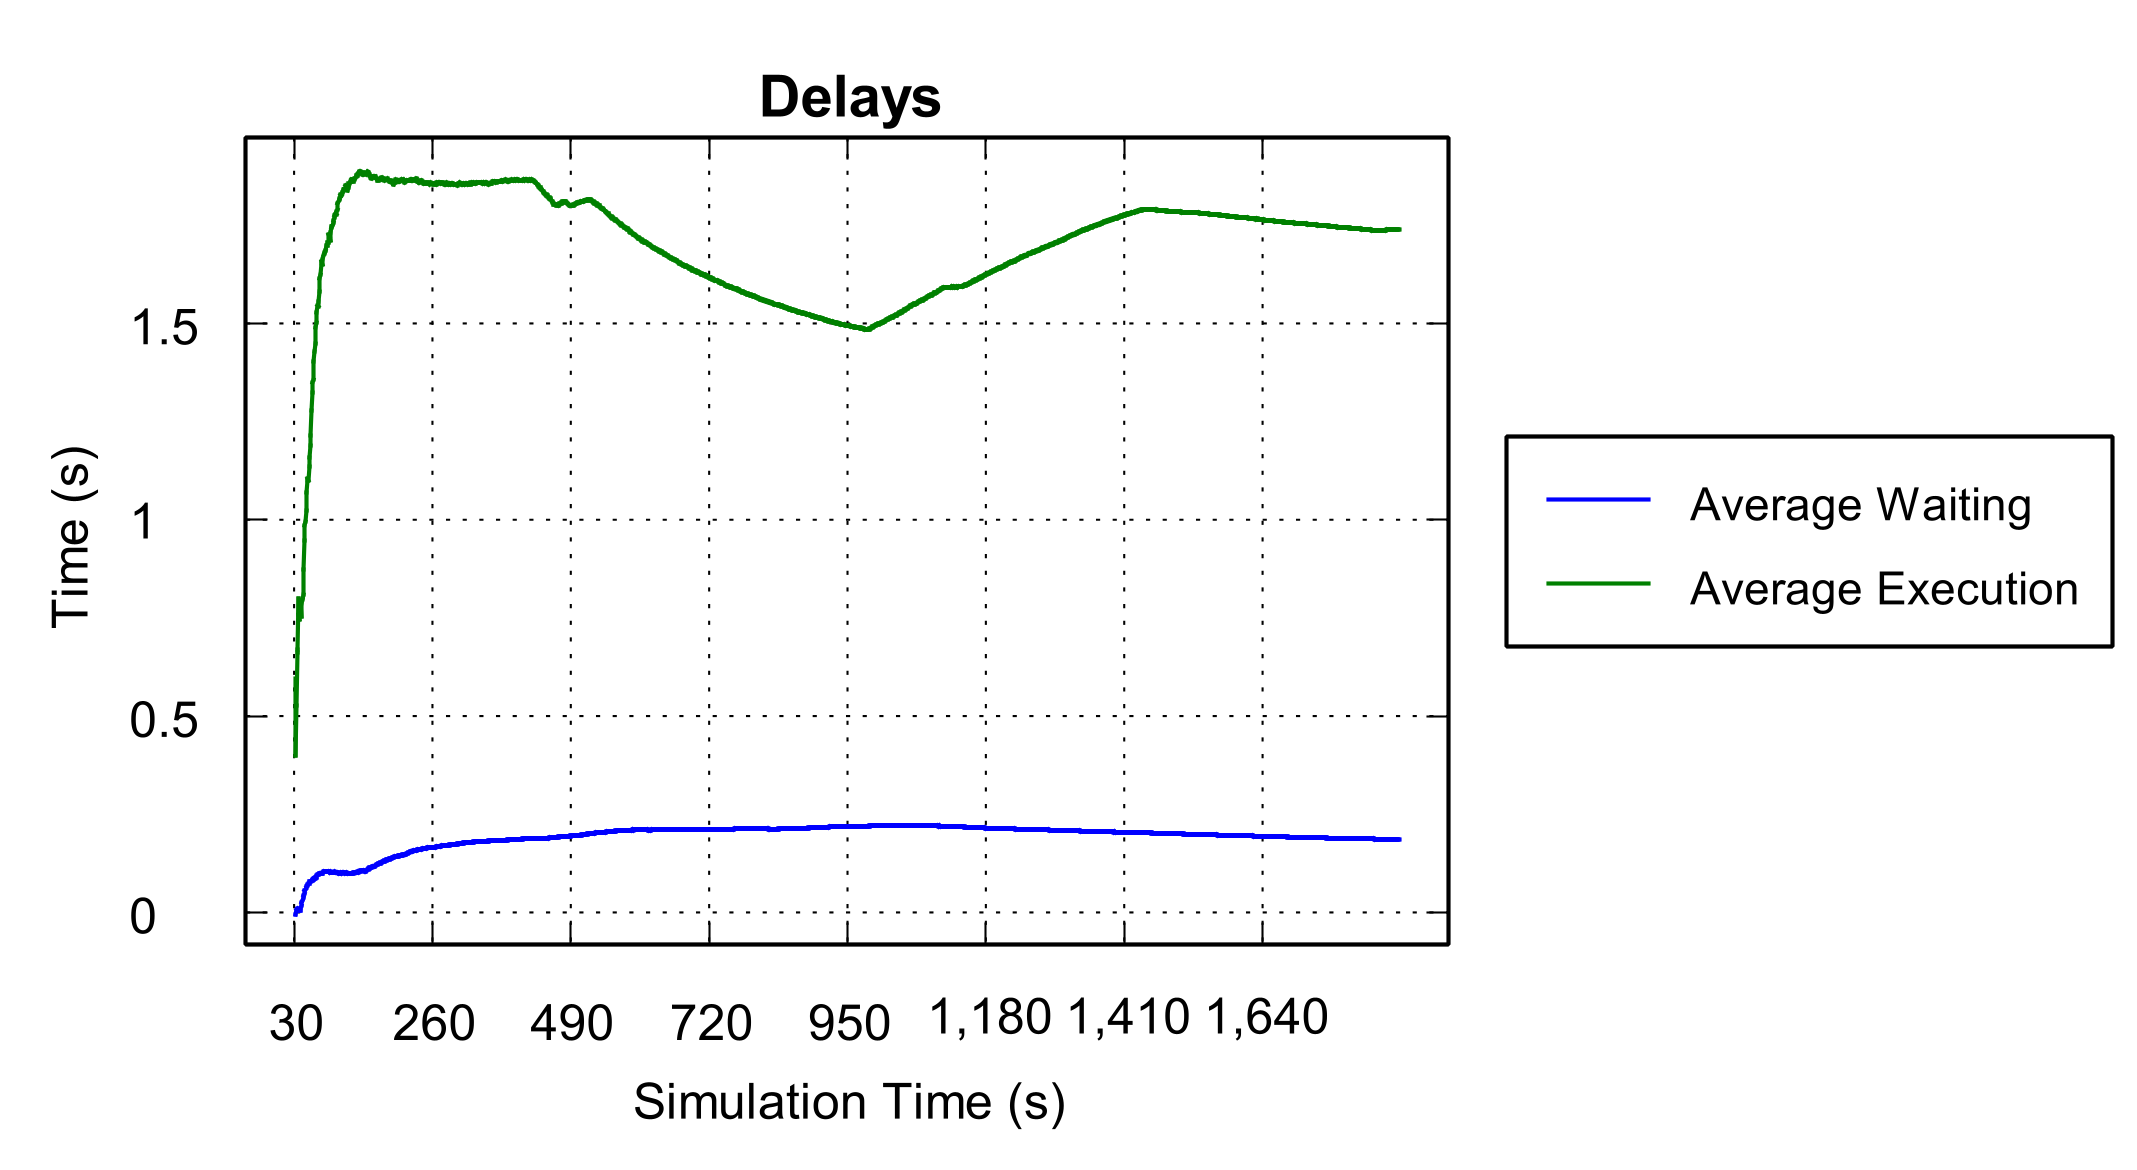 Delays
1.5
1
0.5
0
Time (s)
30 260 490 720 950 1,180 1,410 1,640
Simulation Time (s)
Average Waiting
Average Execution